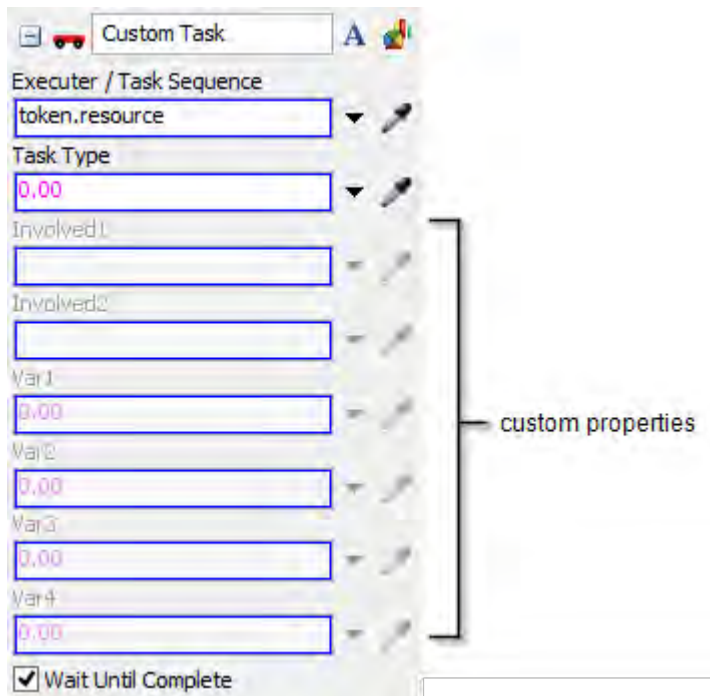 Custom Task
A
Executer / Task Sequence
token.resource
Task Type
0.00
Involved1
Involved2
Var1
0.00
custom properties
Var2
0.00
Var3
0.00
Var4
0.00
Wait Until Complete